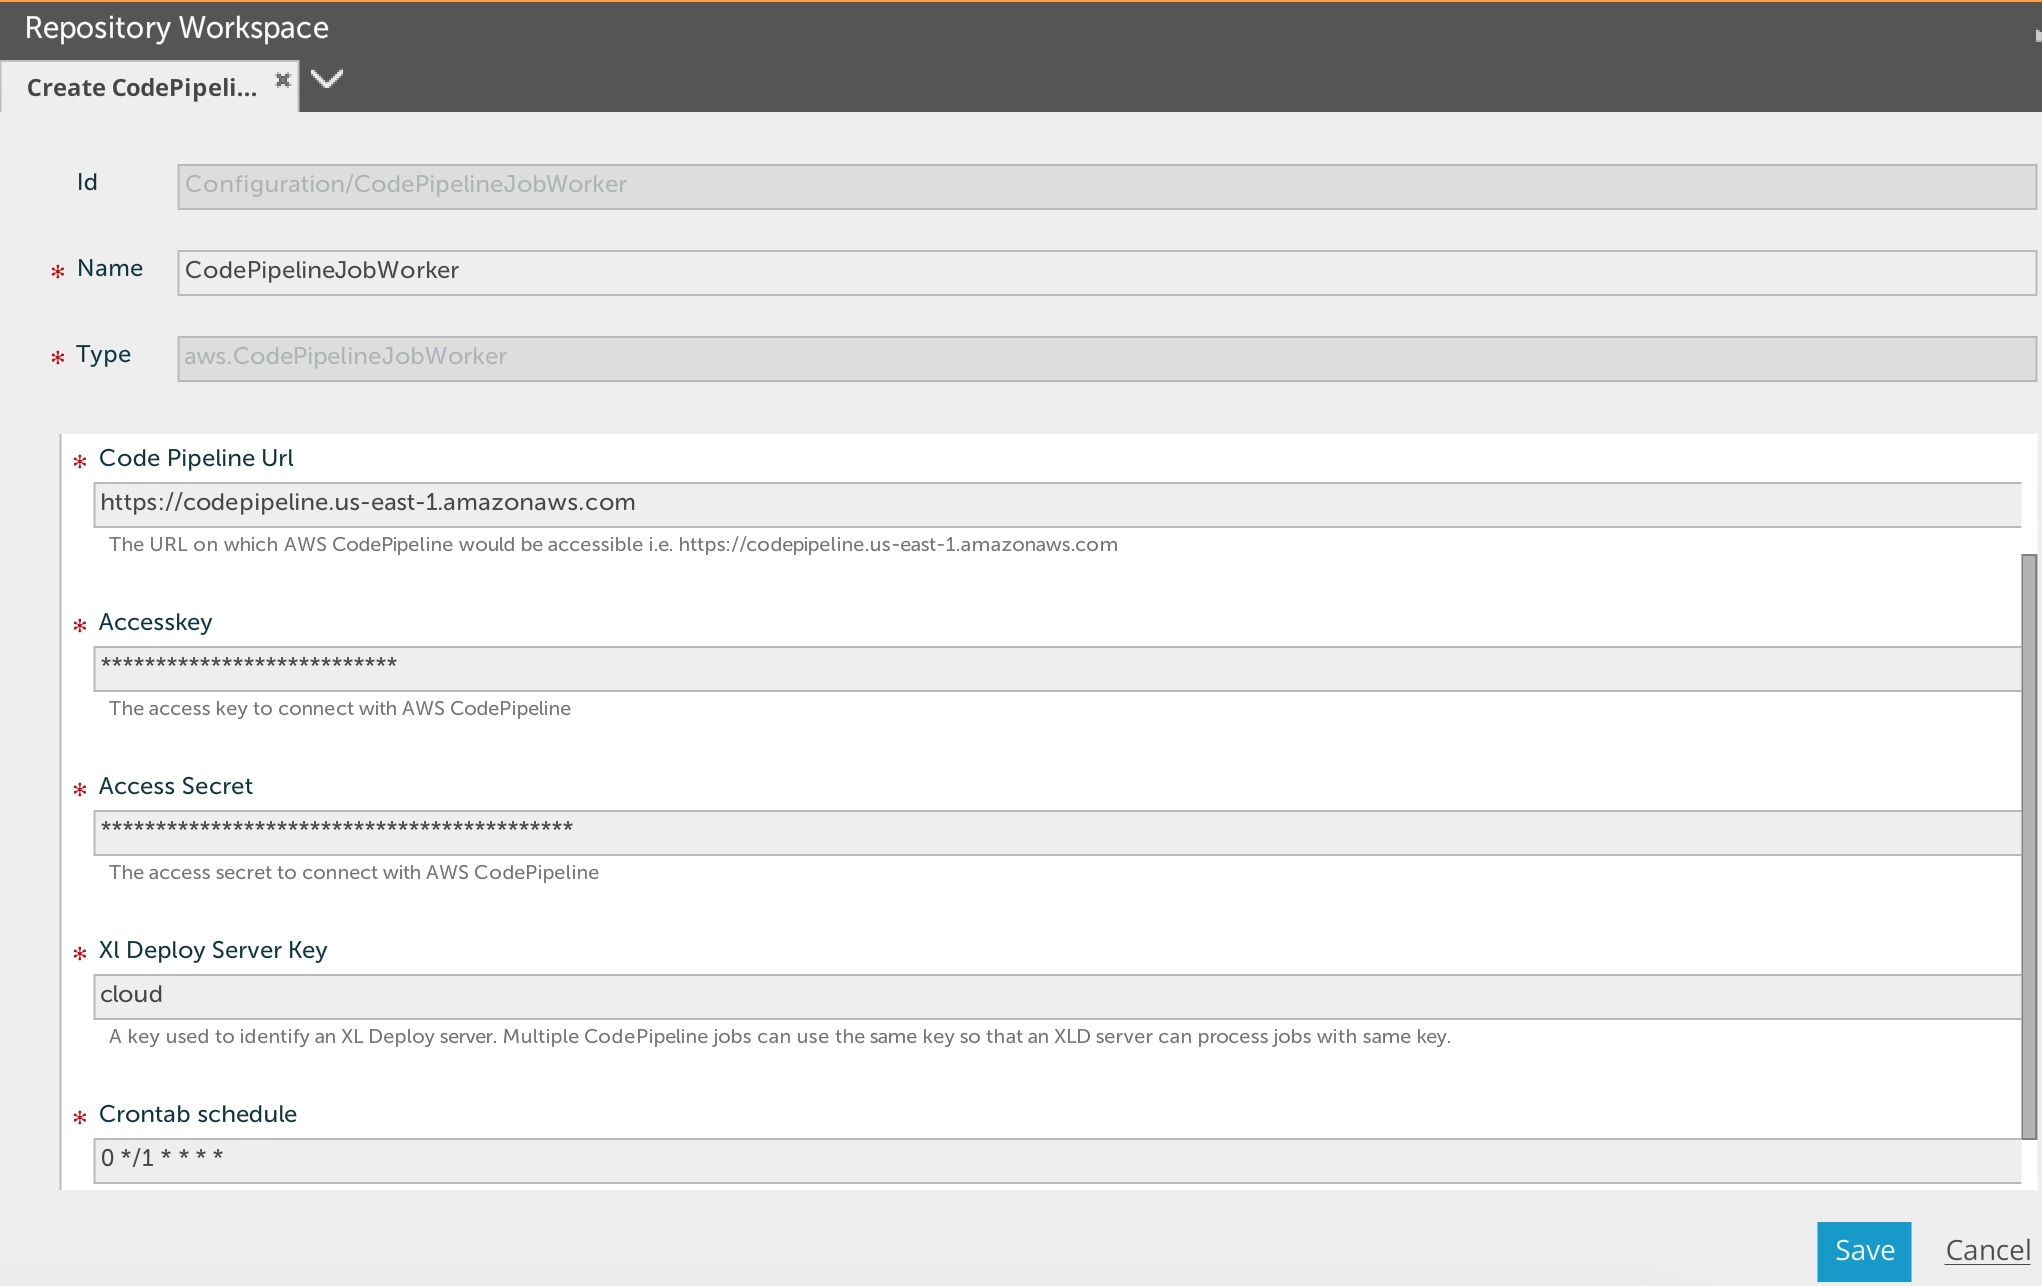 Repository Workspace
Create CodePipeli...
Id
Configuration/CodePipelineJobWorker
* Name
CodePipelineJobWorker
* Type
aws.CodePipelineJobWorker
* Code Pipeline Url
https://codepipeline.us-east-1.amazonaws.com
The URL on which AWS CodePipeline would be accessible i.e. https://codepipeline.us-east-1.amazonaws.com
* Accesskey
***************************
The access key to connect with AWS CodePipeline
* Access Secret
*******************************************
The access secret to connect with AWS CodePipeline
* Xl Deploy Server Key
cloud
A key used to identify an XL Deploy server. Multiple CodePipeline jobs can use the same key so that an XLD server can process jobs with same key.
* Crontab schedule
0 */1 * * * *
Save Cancel